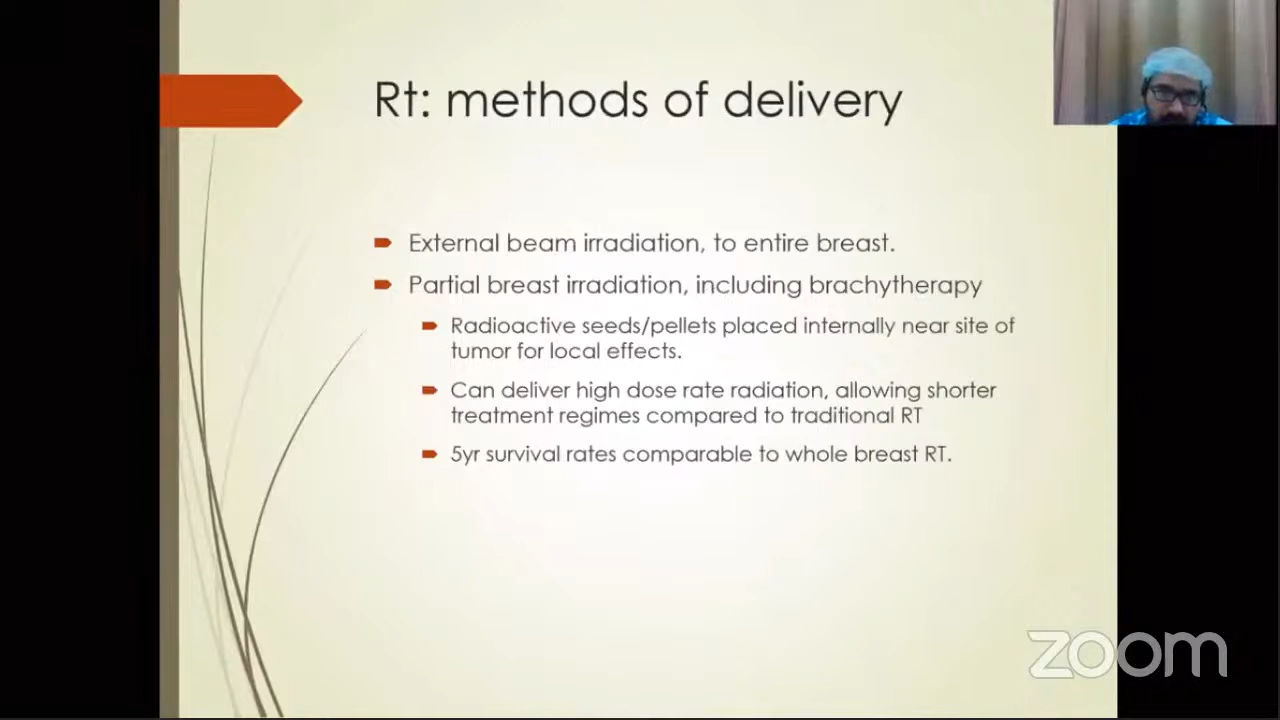 Rt: methods of delivery
External beam irradiation, to entire breast.
Partial breast irradiation, including brachytherapy
Radioactive seeds/pellets placed internally near site of
tumor for local effects.
Can deliver high dose rate radiation, allowing shorter
treatment regimes compared to traditional RT
5yr survival rates comparable to whole breast RT.
zoom